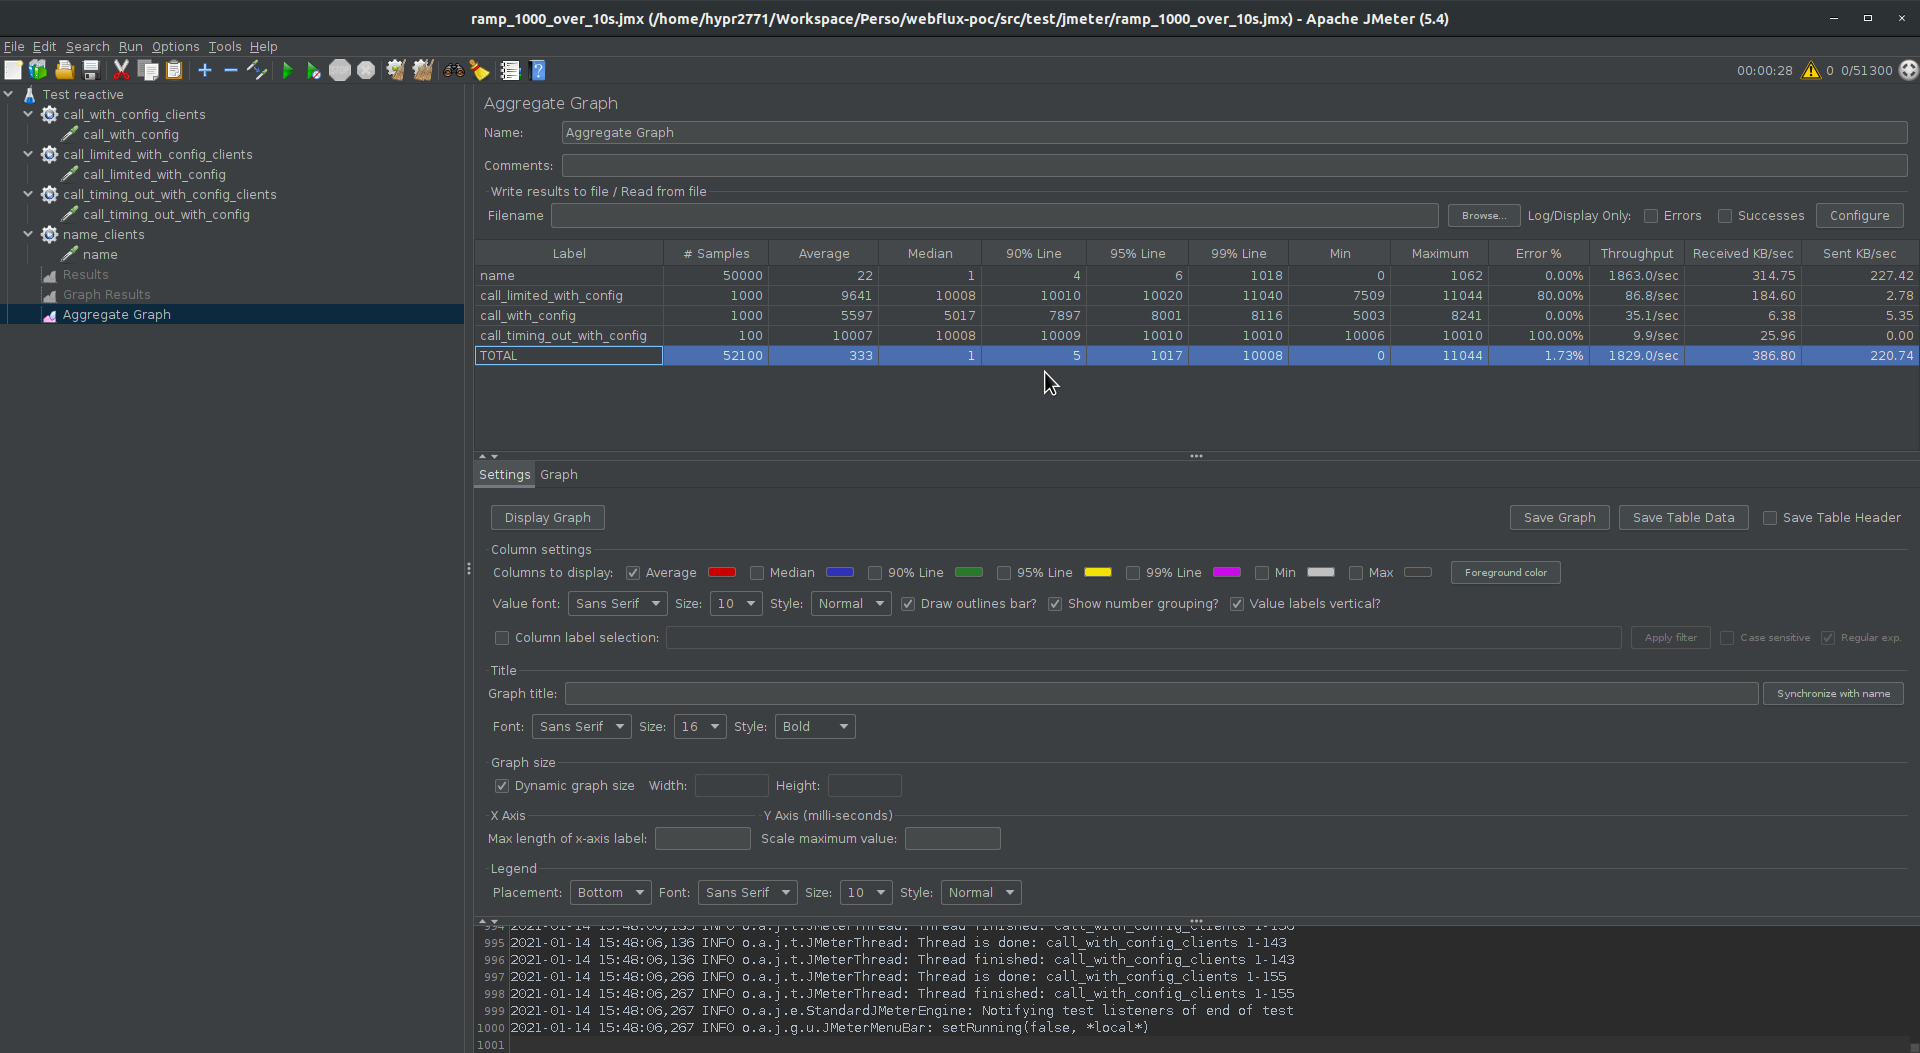 ramp_1000_over_10s.jmx (/home/hypr2771/Workspace/Perso/webflux-poc/src/test/jmeter/ramp_1000_over_10s.jmx) - Apache JMeter (5.4)
File Edit Search Run Options Tools Help
00:00:28 0 0/51300
Test reactive
call_with_config_clients
call_with_config
call_limited_with_config_clients
call_limited_with_config
call_timing_out_with_config_clients
call_timing_out_with_config
name_clients
name
Results
Graph Results
Aggregate Graph
Aggregate Graph
Name: Aggregate Graph
Comments:
Write results to file / Read from file
Filename Browse... Log/Display Only: Errors Successes Configure
Label # Samples Average Median 90% Line 95% Line 99% Line Min Maximum Error % Throughput Received KB/sec Sent KB/sec
name 50000 22 1 4 6 1018 0 1062 0.00% 1863.0/sec 314.75 227.42
call_limited_with_config 1000 9641 10008 10010 10020 11040 7509 11044 80.00% 86.8/sec 184.60 2.78
call_with_config 1000 5597 5017 7897 8001 8116 5003 8241 0.00% 35.1/sec 6.38 5.35
call_timing_out_with_config 100 10007 10008 10009 10010 10010 10006 10010 100.00% 9.9/sec 25.96 0.00
TOTAL 52100 333 1 5 1017 10008 0 11044 1.73% 1829.0/sec 386.80 220.74
Settings Graph
Display Graph Save Graph Save Table Data Save Table Header
Column settings
Columns to display: Average Median 90% Line 95% Line 99% Line Min Max Foreground color
Value font: Sans Serif Size: 10 Style: Normal Draw outlines bar? Show number grouping? Value labels vertical?
Column label selection: Apply filter Case sensitive Regular exp.
Title
Graph title: Synchronize with name
Font: Sans Serif Size: 16 Style: Bold
Graph size
Dynamic graph size Width: Height:
X Axis Y Axis (milli-seconds)
Max length of x-axis label: Scale maximum value:
Legend
Placement: Bottom Font: Sans Serif Size: 10 Style: Normal
994 2021-01-14 15:48:06,135 INFO o.a.j.t.JMeterThread: Thread finished: call_with_config_clients
995 2021-01-14 15:48:06,136 INFO o.a.j.t.JMeterThread: Thread is done: call_with_config_clients 1-143
996 2021-01-14 15:48:06,136 INFO o.a.j.t.JMeterThread: Thread finished: call_with_config_clients 1-143
997 2021-01-14 15:48:06,266 INFO o.a.j.t.JMeterThread: Thread is done: call_with_config_clients 1-155
998 2021-01-14 15:48:06,267 INFO o.a.j.t.JMeterThread: Thread finished: call_with_config_clients 1-155
999 2021-01-14 15:48:06,267 INFO o.a.j.e.StandardJMeterEngine: Notifying test listeners of end of test
1000 2021-01-14 15:48:06,267 INFO o.a.j.g.u.JMeterMenuBar: setRunning(false, *local*)
1001